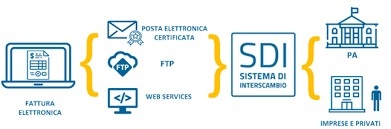 POSTA ELETTRONICA
CERTIFICATA
FTP
FTP
WEB SERVICES
FATTURA
ELETTRONICA
SDI
SISTEMA DI
INTERSCAMBIO
PA
IMPRESE E PRIVATI